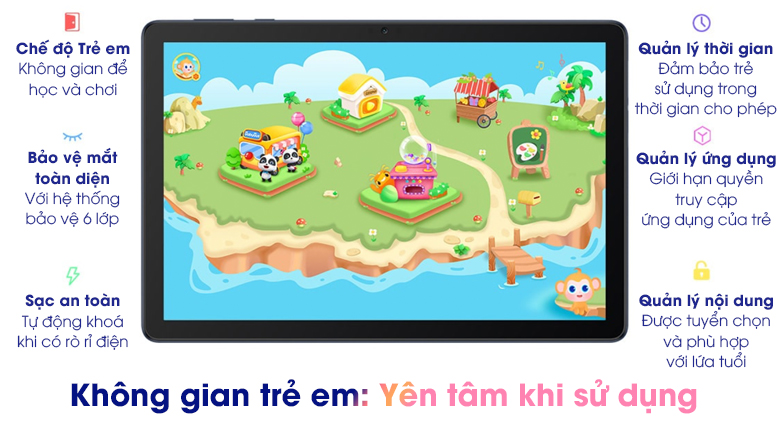 Chế độ Trẻ em
Không gian để
học và chơi
Bảo vệ mắt
toàn diện
Với hệ thống
bảo vệ 6 lớp
Sạc an toàn
Tự động khoá
khi có rò rỉ điện
Quản lý thời gian
Đảm bảo trẻ
sử dụng trong
thời gian cho phép
Quản lý ứng dụng
Giới hạn quyền
truy cập
ứng dụng của trẻ
Quản lý nội dung
Được tuyển chọn
và phù hợp
với lứa tuổi
Không gian trẻ em: Yên tâm khi sử dụng